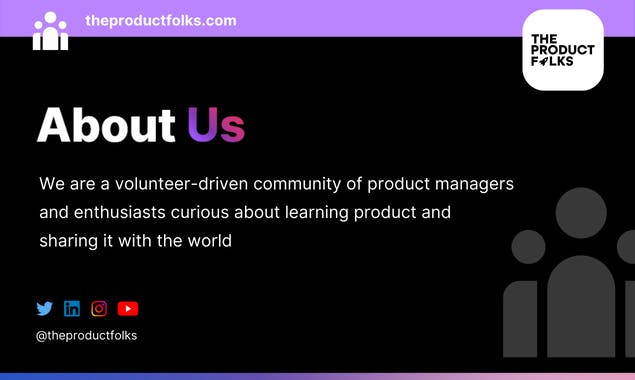 theproductfolks.com
THE
PRODUCT
FOLKS
About Us
We are a volunteer-driven community of product managers
and enthusiasts curious about learning product and
sharing it with the world
@theproductfolks